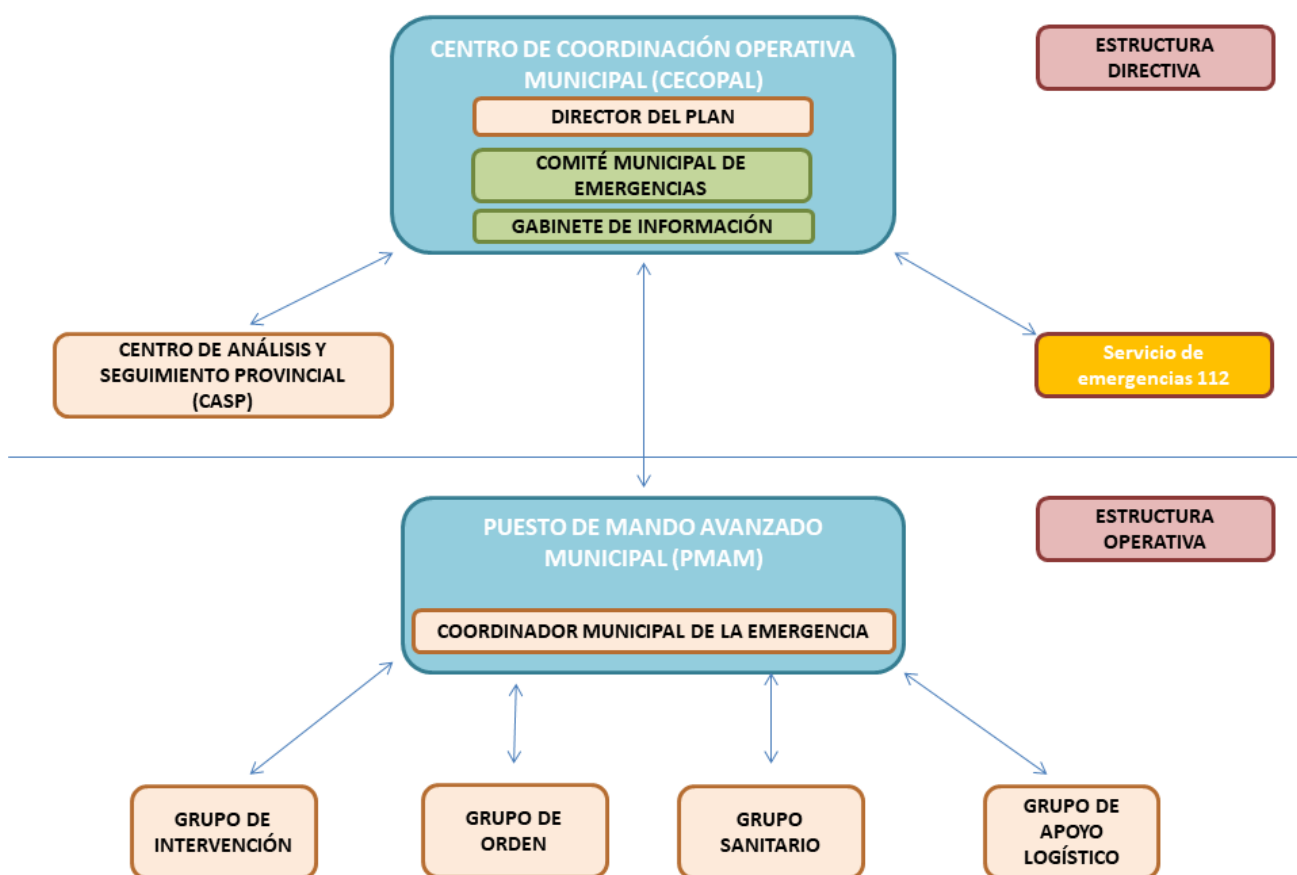 CENTRO DE COORDINACIÓN OPERATIVA
MUNICIPAL (CECOPAL)
DIRECTOR DEL PLAN
COMITÉ MUNICIPAL DE
EMERGENCIAS
GABINETE DE INFORMACIÓN
ESTRUCTURA
DIRECTIVA
CENTRO DE ANÁLISIS Y
SEGUIMIENTO PROVINCIAL
(CASP)
Servicio de
emergencias 112
PUESTO DE MANDO AVANZADO
MUNICIPAL (PMAM)
COORDINADOR MUNICIPAL DE LA EMERGENCIA
ESTRUCTURA
OPERATIVA
GRUPO DE
INTERVENCIÓN
GRUPO DE
ORDEN
GRUPO
SANITARIO
GRUPO DE
APOYO
LOGÍSTICO